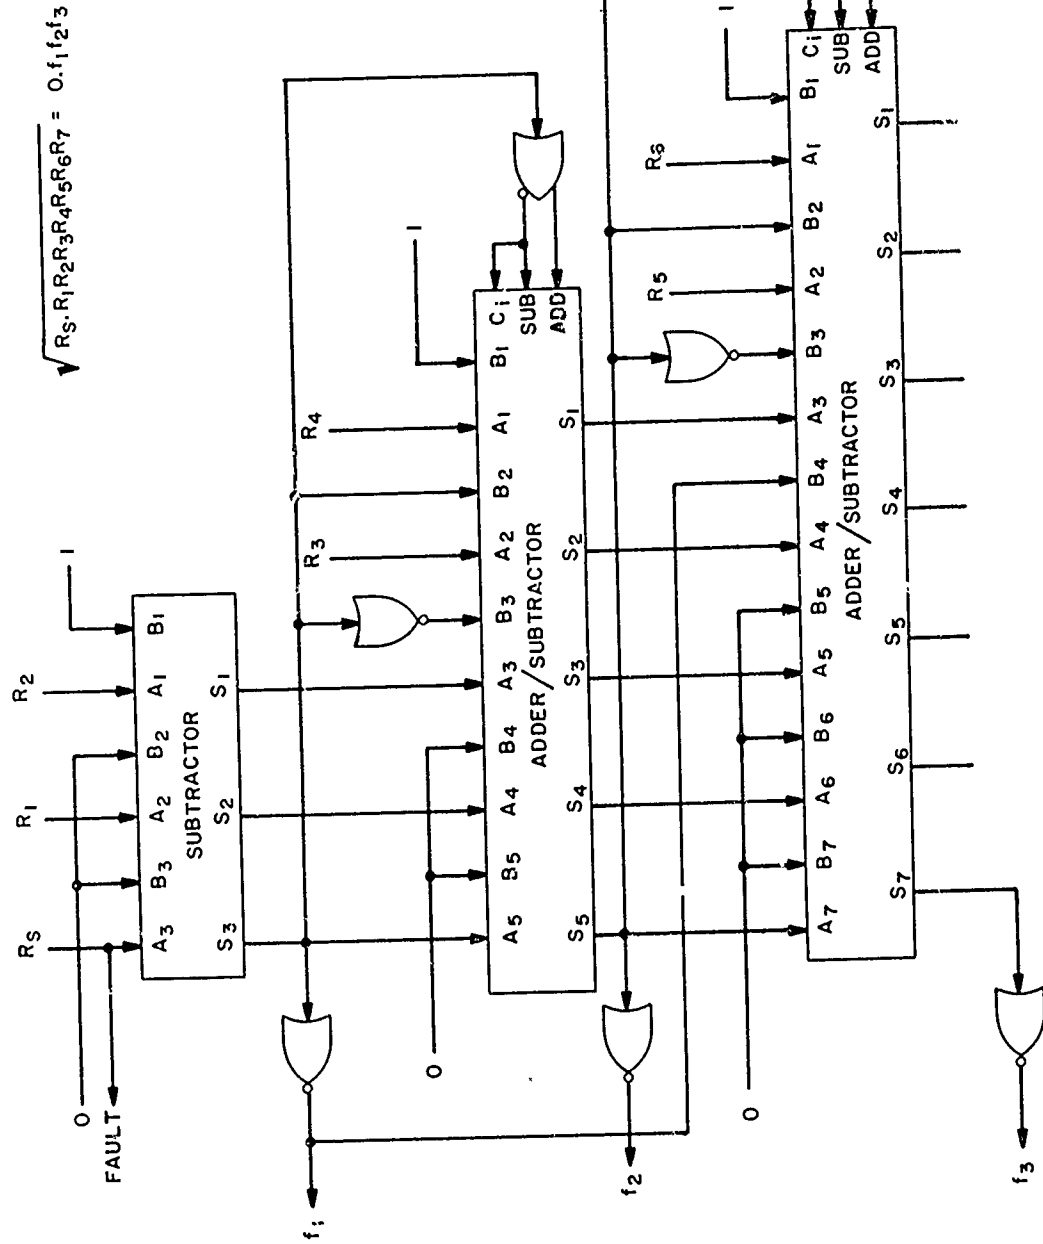 √RS.R1R2R3R4R5R6R7 = 0.f1f2f3
1
R2
R1
RS
0
FAULT
B1
A1
B2
A2
B3
A3
SUBTRACTOR
S1
S2
S3
f1
1
R4
R3
0
Ci
SUB
ADD
B1
A1
B2
A2
B3
A3
B4
A4
B5
A5
ADDER/SUBTRACTOR
S1
S2
S3
S4
S5
f2
1
R6
R5
0
Ci
SUB
ADD
B1
A1
B2
A2
B3
A3
B4
A4
B5
A5
B6
A6
B7
A7
ADDER/SUBTRACTOR
S1
S2
S3
S4
S5
S6
S7
f3